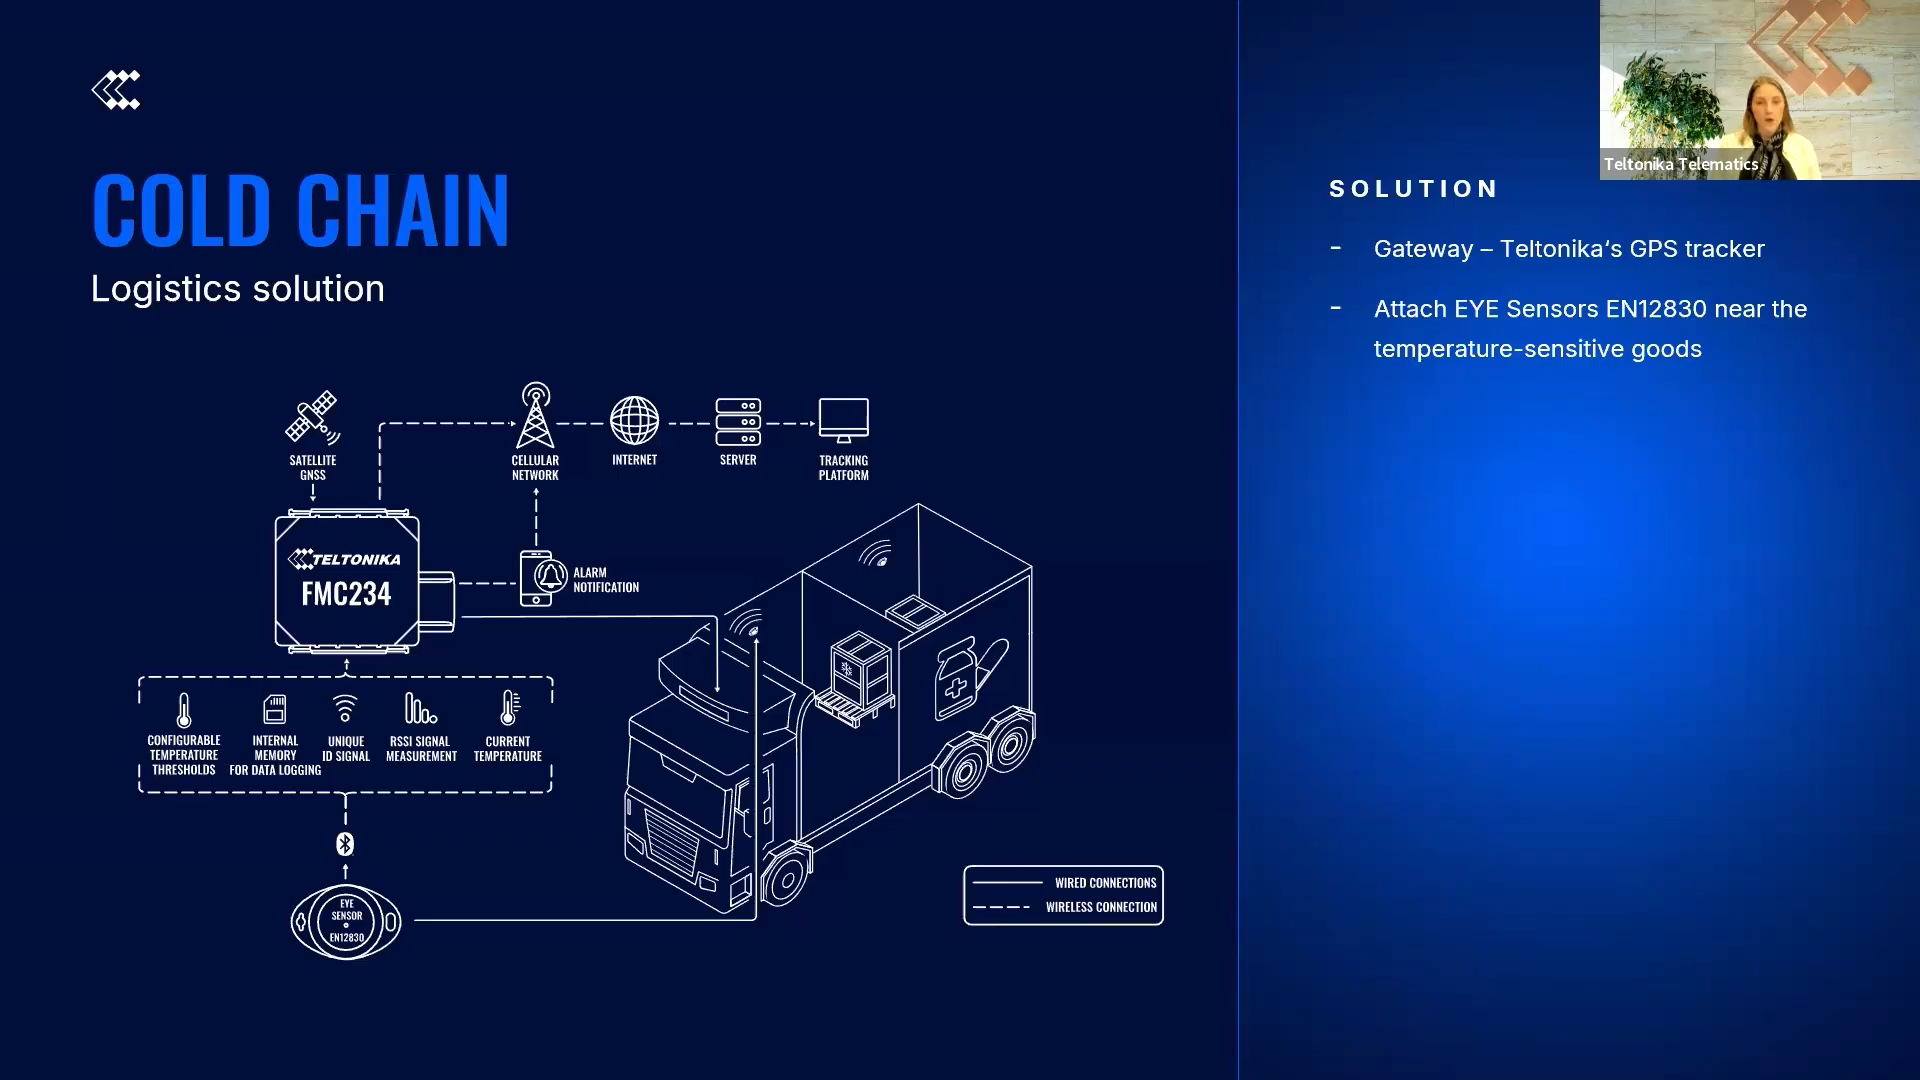 COLD CHAIN
Logistics solution
SATELLITE
GNSS
CELLULAR
NETWORK
INTERNET
SERVER
TRACKING
PLATFORM
TELTONIKA
FMC234
ALARM
NOTIFICATION
CONFIGURABLE
TEMPERATURE
THRESHOLDS
INTERNAL
MEMORY
FOR DATA LOGGING
UNIQUE
ID SIGNAL
RSSI SIGNAL
MEASUREMENT
CURRENT
TEMPERATURE
EYE
SENSOR
EN12830
WIRED CONNECTIONS
WIRELESS CONNECTION
Teltonika Telematics
SOLUTION
- Gateway – Teltonika‘s GPS tracker
- Attach EYE Sensors EN12830 near the
temperature-sensitive goods